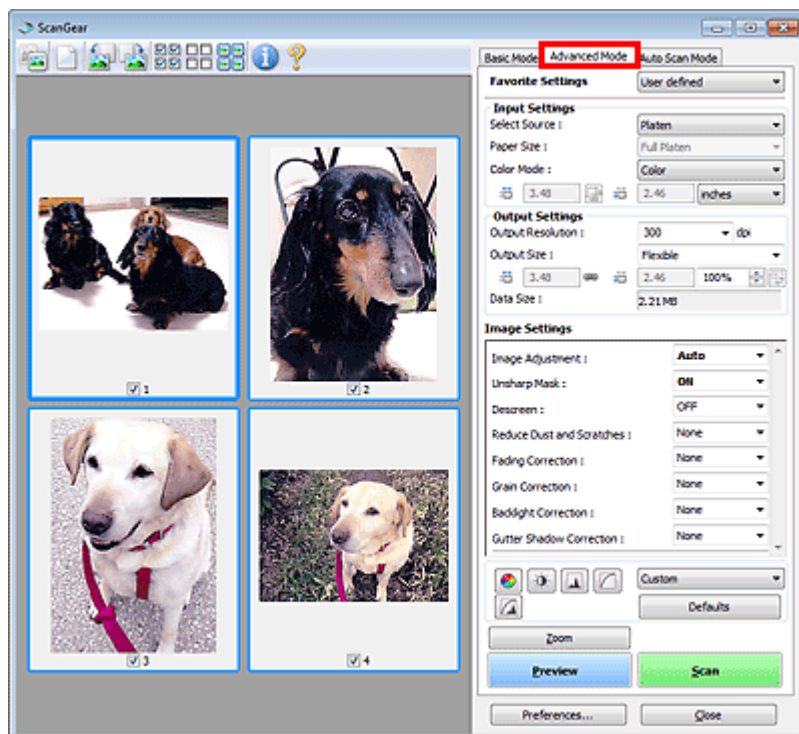 ScanGear
Basic Mode Advanced Mode Auto Scan Mode
Favorite Settings User defined
Input Settings
Select Source : Platen
Paper Size : Full Platen
Color Mode : Color
3.48 2.46 inches
Output Settings
Output Resolution : 300 dpi
Output Size : Flexible
3.48 2.46 100%
Data Size : 2.21MB
Image Settings
Image Adjustment : Auto
Unsharp Mask : ON
Descreen : OFF
Reduce Dust and Scratches : None
Fading Correction : None
Grain Correction : None
Backlight Correction : None
Gutter Shadow Correction : None
Custom
Defaults
Zoom
Preview Scan
Preferences... Close
1
2
3
4